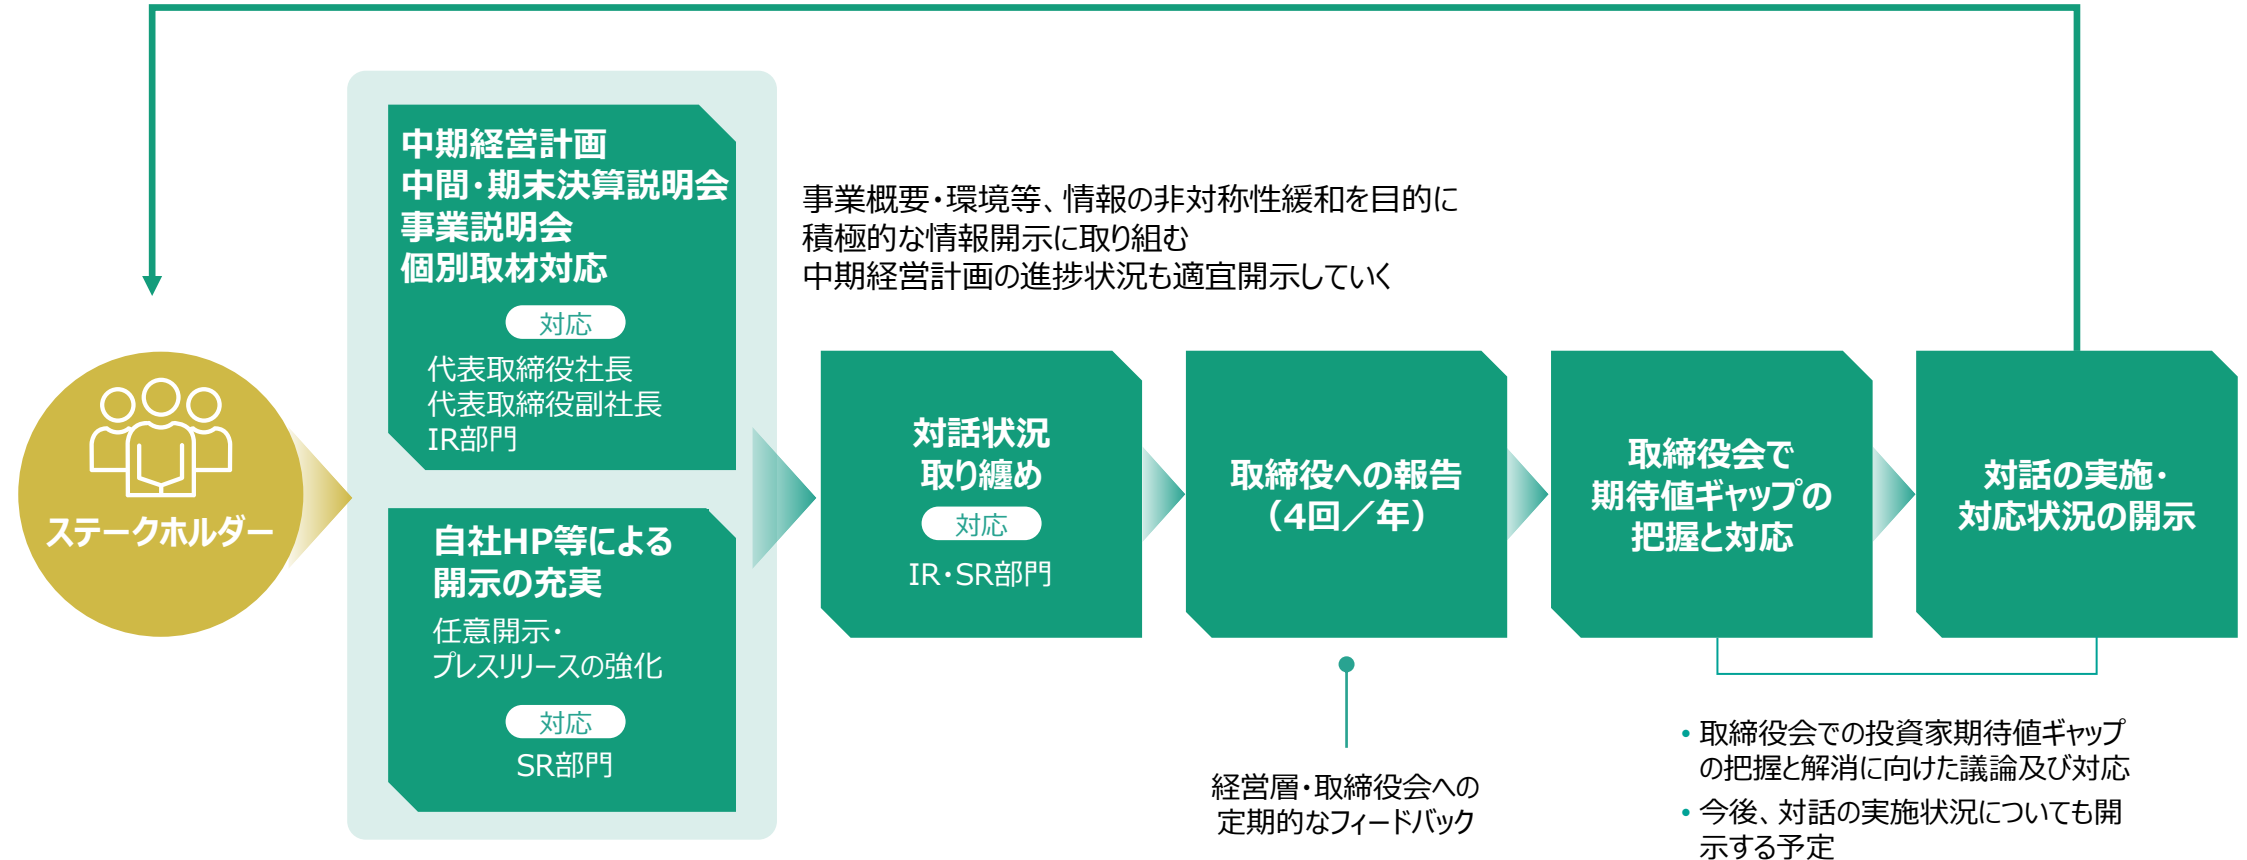 ステークホルダー
中期経営計画
中間・期末決算説明会
事業説明会
個別取材対応
対応
代表取締役社長
代表取締役副社長
IR部門
自社HP等による
開示の充実
任意開示・
プレスリリースの強化
対応
SR部門
事業概要・環境等、情報の非対称性緩和を目的に
積極的な情報開示に取り組む
中期経営計画の進捗状況も適宜開示していく
対話状況
取り纏め
対応
IR・SR部門
取締役への報告
（4回／年）
経営層・取締役会への
定期的なフィードバック
取締役会で
期待値ギャップの
把握と対応
対話の実施・
対応状況の開示
• 取締役会での投資家期待値ギャップ
の把握と解消に向けた議論及び対応
• 今後、対話の実施状況についても開
示する予定